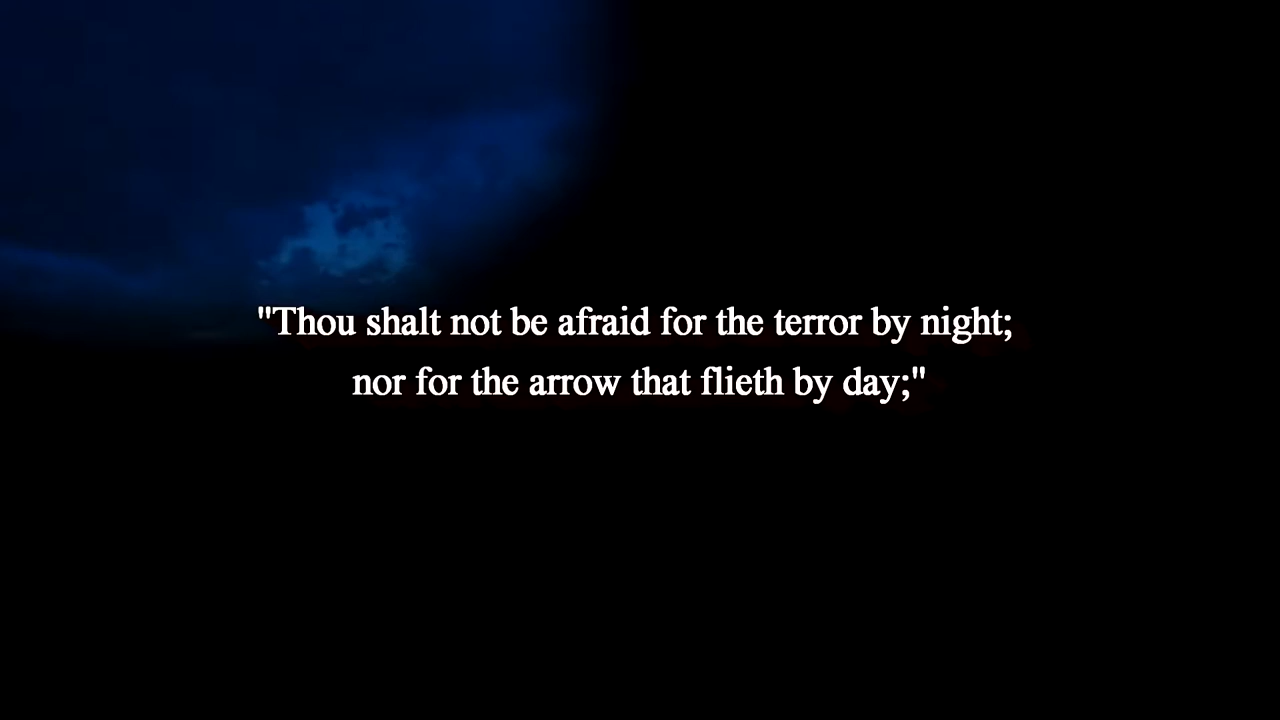 "Thou shalt not be afraid for the terror by night;
nor for the arrow that flieth by day;"